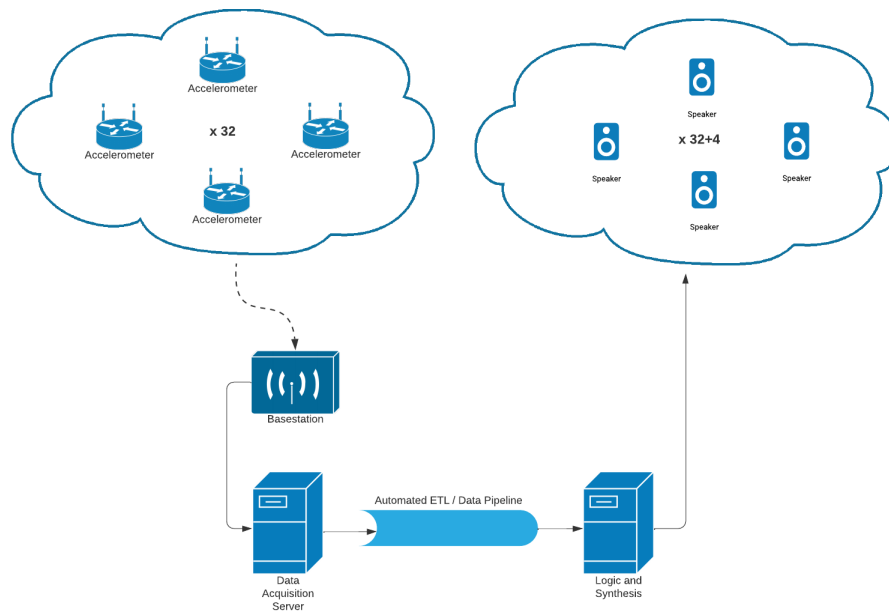 Accelerometer
Accelerometer
x 32
Accelerometer
Accelerometer
Speaker
x 32+4
Speaker
Speaker
Speaker
Basestation
Automated ETL / Data Pipeline
Data
Acquisition
Server
Logic and
Synthesis